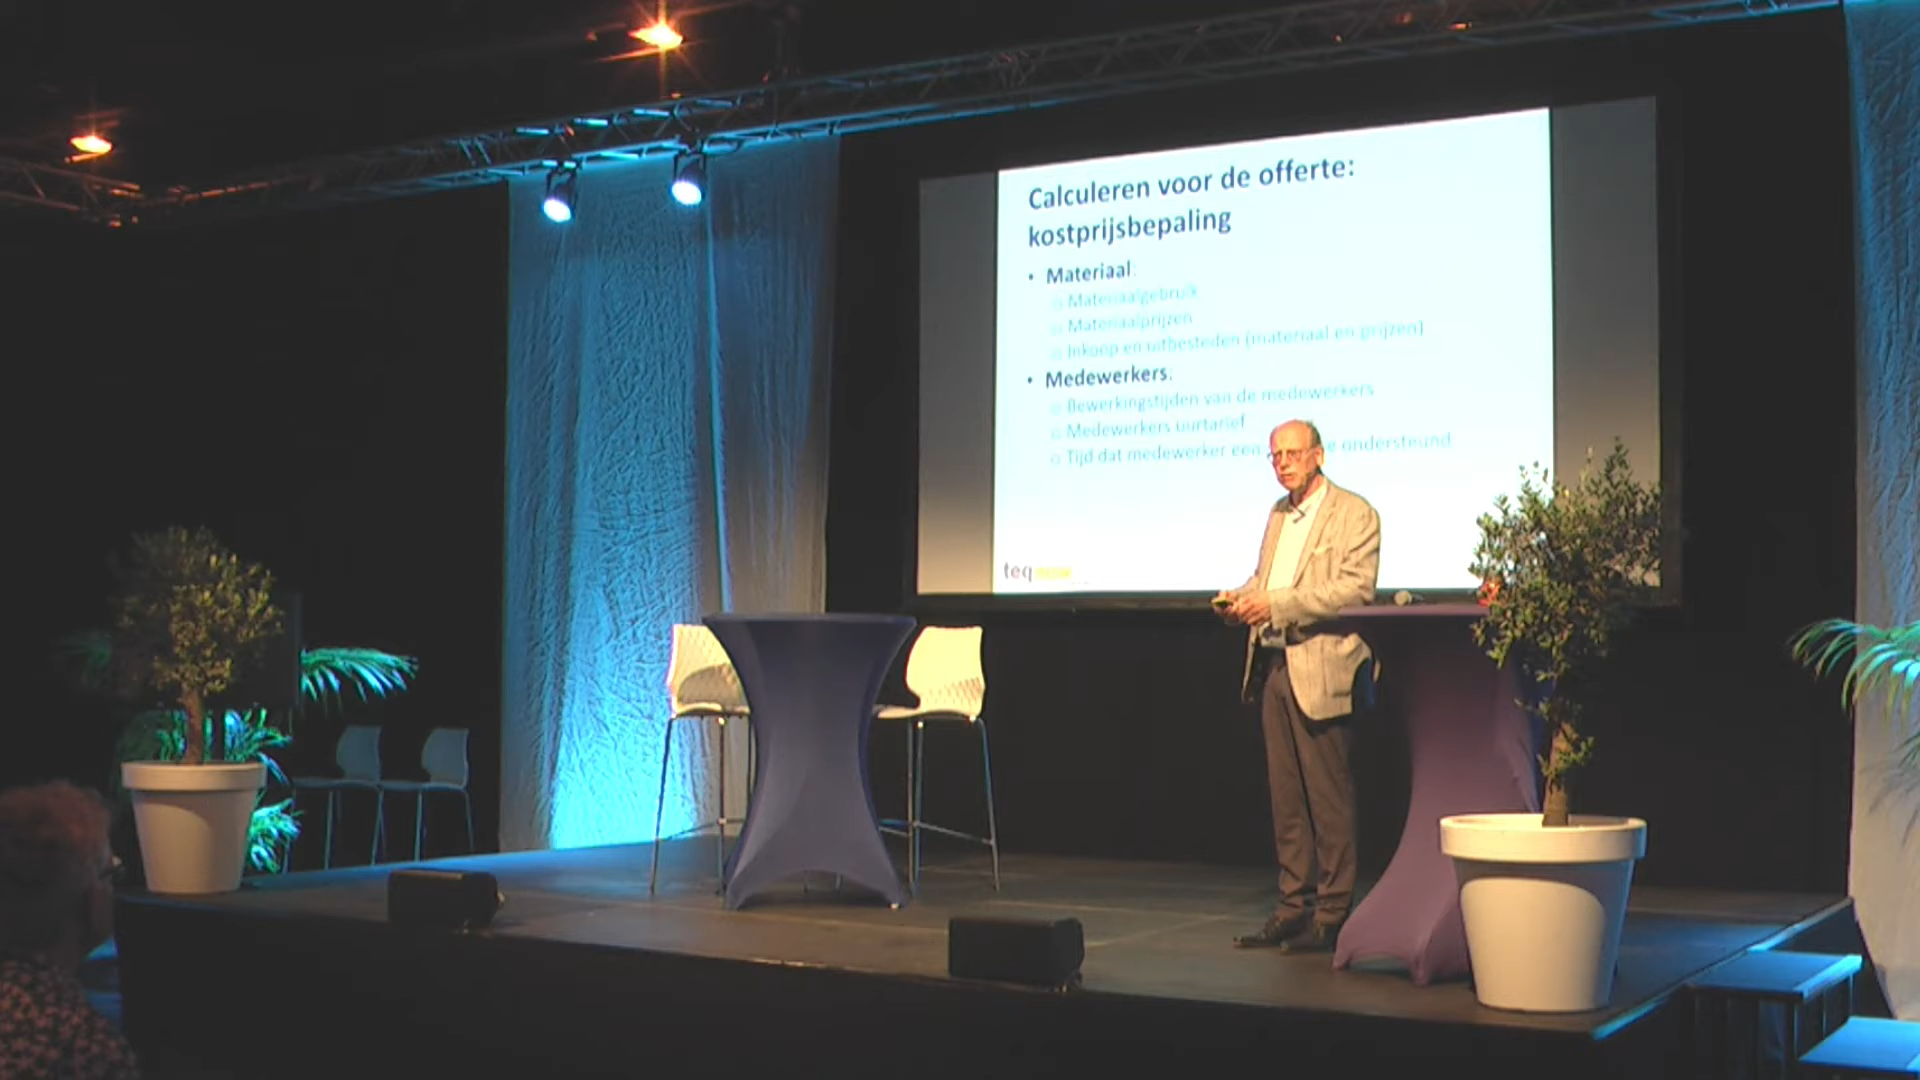 Calculeren voor de offerte:
kostprijsbepaling
• Materiaal:
o Materiaalgebruik
o Materiaalprijzen
o Inkoop en uitbesteden (materiaal en prijzen)
• Medewerkers:
o Bewerkingstijden van de medewerkers
o Medewerkers uurtarief
o Tijd dat medewerker een e ondersteund
teq